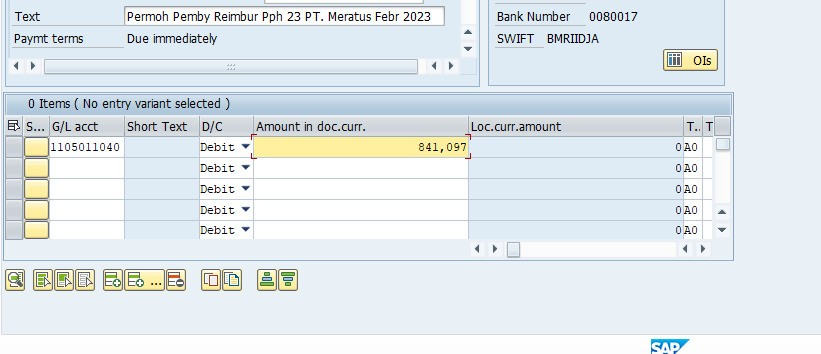 Text Permoh Pemby Reimbur Pph 23 PT. Meratus Febr 2023
Paymt terms Due immediately
Bank Number 0080017
SWIFT BMRIIDJA
OIs
0 Items ( No entry variant selected )
S... G/L acct Short Text D/C Amount in doc.curr. Loc.curr.amount T.. T
1105011040 Debit 841,097 0 A0
Debit 0 A0
Debit 0 A0
Debit 0 A0
Debit 0 A0
...
SAP